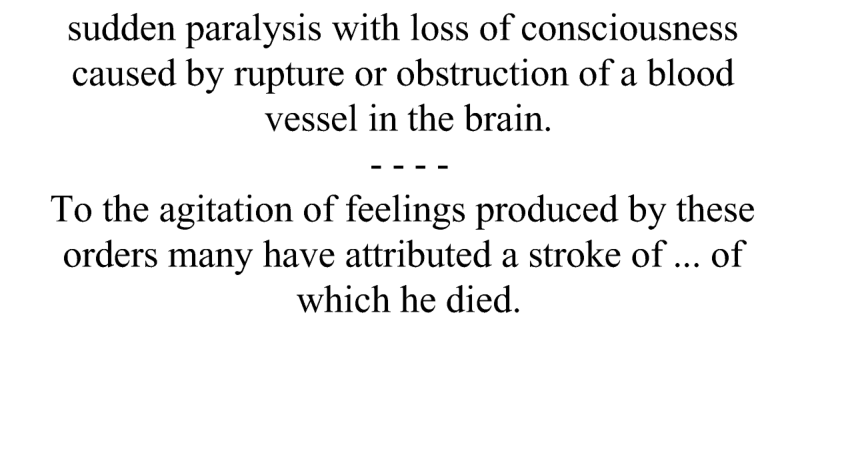 sudden paralysis with loss of consciousness
caused by rupture or obstruction of a blood
vessel in the brain.
- - - -
To the agitation of feelings produced by these
orders many have attributed a stroke of ... of
which he died.